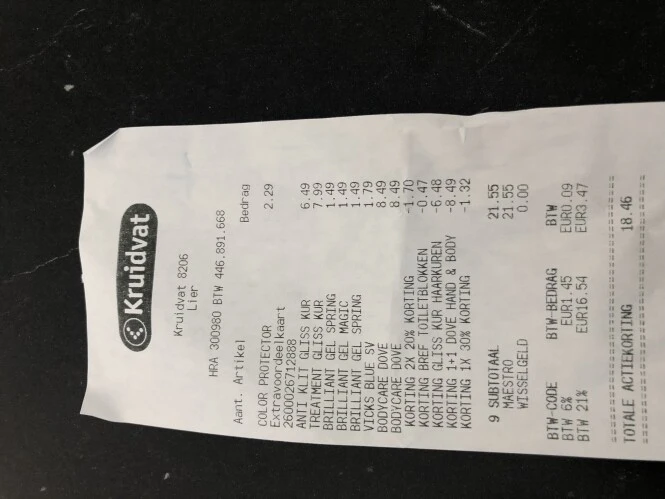 Kruidvat
Kruidvat 8206
Lier
HRA 300980 BTW 446.891.668
Aant. Artikel Bedrag
COLOR PROTECTOR 2.29
Extravoordeelkaart
2600026712888
ANTI KLIT GLISS KUR 6.49
TREATMENT GLISS KUR 7.99
BRILLIANT GEL SPRING 1.49
BRILLIANT GEL MAGIC 1.49
BRILLIANT GEL SPRING 1.49
VICKS BLUE SV 1.79
BODYCARE DOVE 8.49
BODYCARE DOVE 8.49
KORTING 2X 20% KORTING -1.70
KORTING BREF TOILETBLOKKEN -0.47
KORTING GLISS KUR HAARKUREN -6.48
KORTING 1+1 DOVE HAND & BODY -8.49
KORTING 1X 30% KORTING -1.32
9 SUBTOTAAL 21.55
MAESTRO 21.55
WISSELGELD 0.00
BTW-CODE BTW-BEDRAG BTW
BTW 6% EUR1.45 EUR0.09
BTW 21% EUR16.54 EUR3.47
TOTALE ACTIEKORTING 18.46